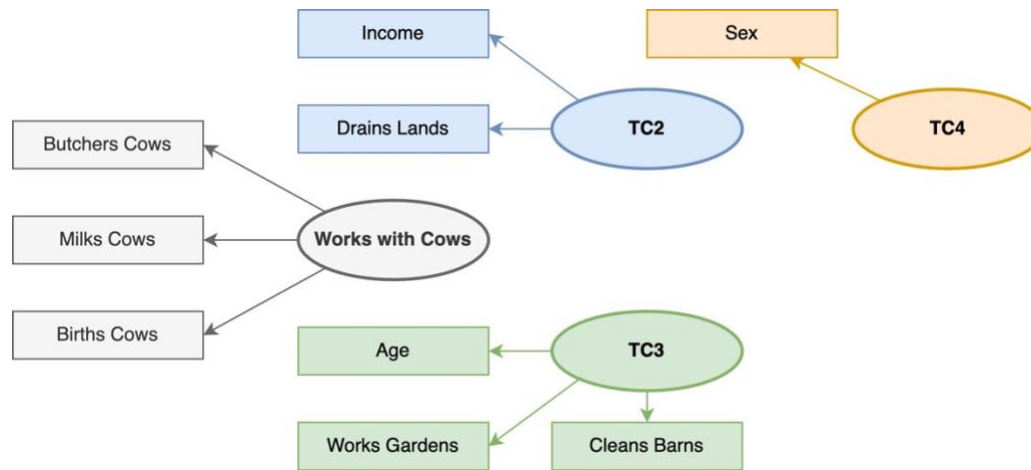 Income
Sex
Drains Lands
TC2
TC4
Butchers Cows
Milks Cows
Works with Cows
Births Cows
Age
TC3
Works Gardens
Cleans Barns